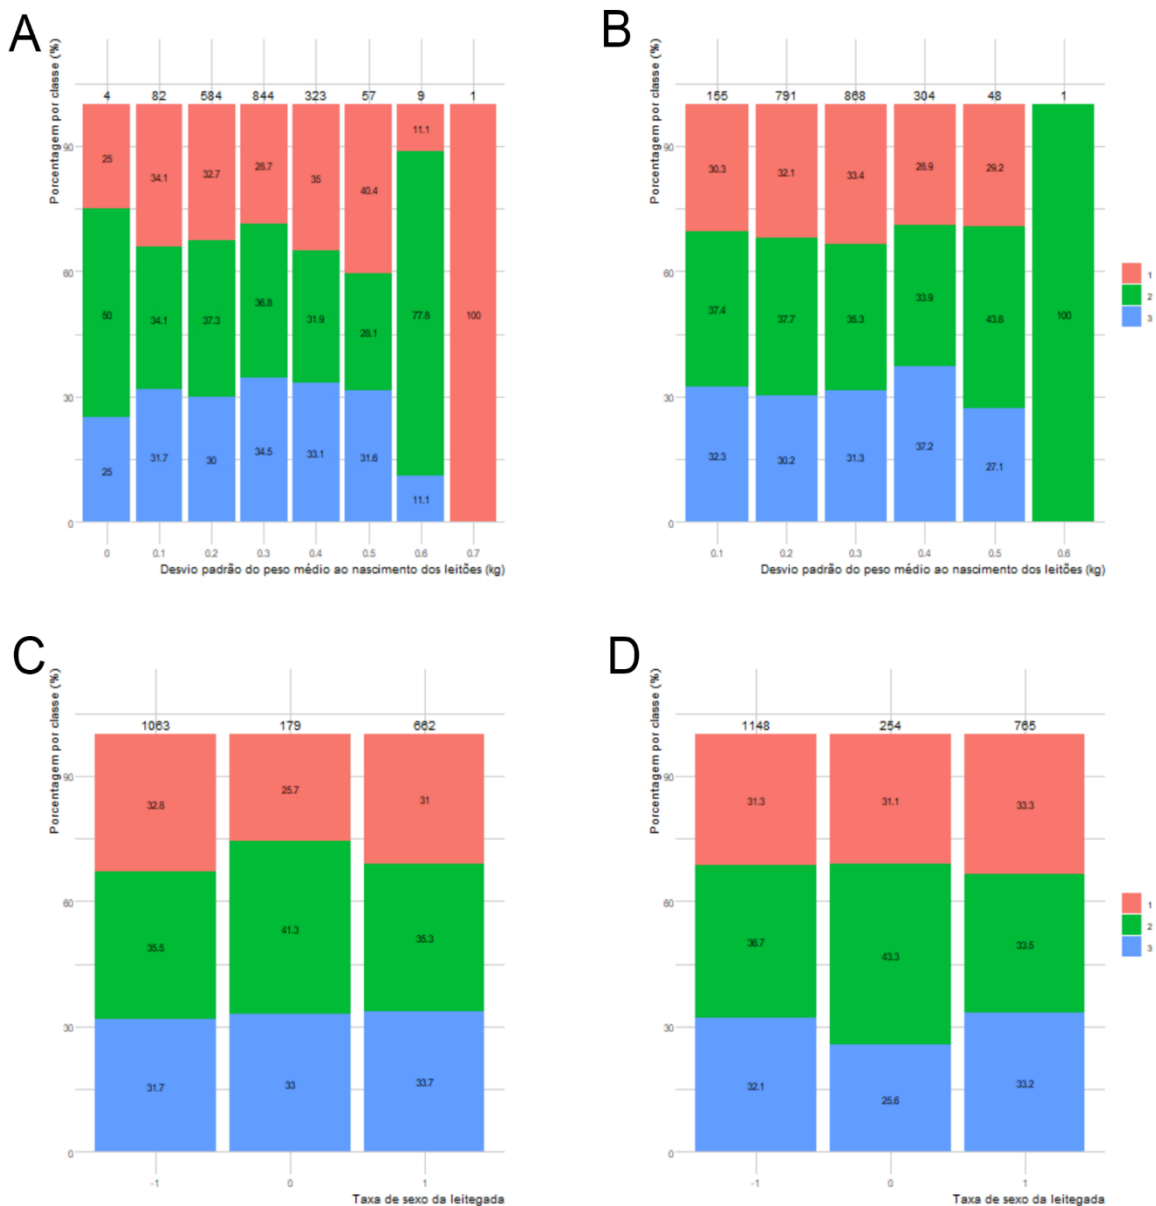 A
Porcentagem por classe (%)
4 82 584 844 323 57 9 1
25 34.1 32.7 28.7 35 40.4 11.1 100
50 34.1 37.3 36.8 31.9 28.1 77.8
25 31.7 30 34.5 33.1 31.6 11.1
90
60
30
0
0 0.1 0.2 0.3 0.4 0.5 0.6 0.7
Desvio padrão do peso médio ao nascimento dos leitões (kg)
B
Porcentagem por classe (%)
155 791 868 304 48 1
30.3 32.1 33.4 28.9 29.2 100
37.4 37.7 35.3 33.9 43.8
32.3 30.2 31.3 37.2 27.1
90
60
30
0
0.1 0.2 0.3 0.4 0.5 0.6
Desvio padrão do peso médio ao nascimento dos leitões (kg)
1
2
3
C
Porcentagem por classe (%)
1063 179 662
32.8 25.7 31
35.5 41.3 35.3
31.7 33 33.7
90
60
30
0
-1 0 1
Taxa de sexo da leitegada
D
Porcentagem por classe (%)
1148 254 765
31.3 31.1 33.3
36.7 43.3 33.5
32.1 25.6 33.2
90
60
30
0
-1 0 1
Taxa de sexo da leitegada
1
2
3